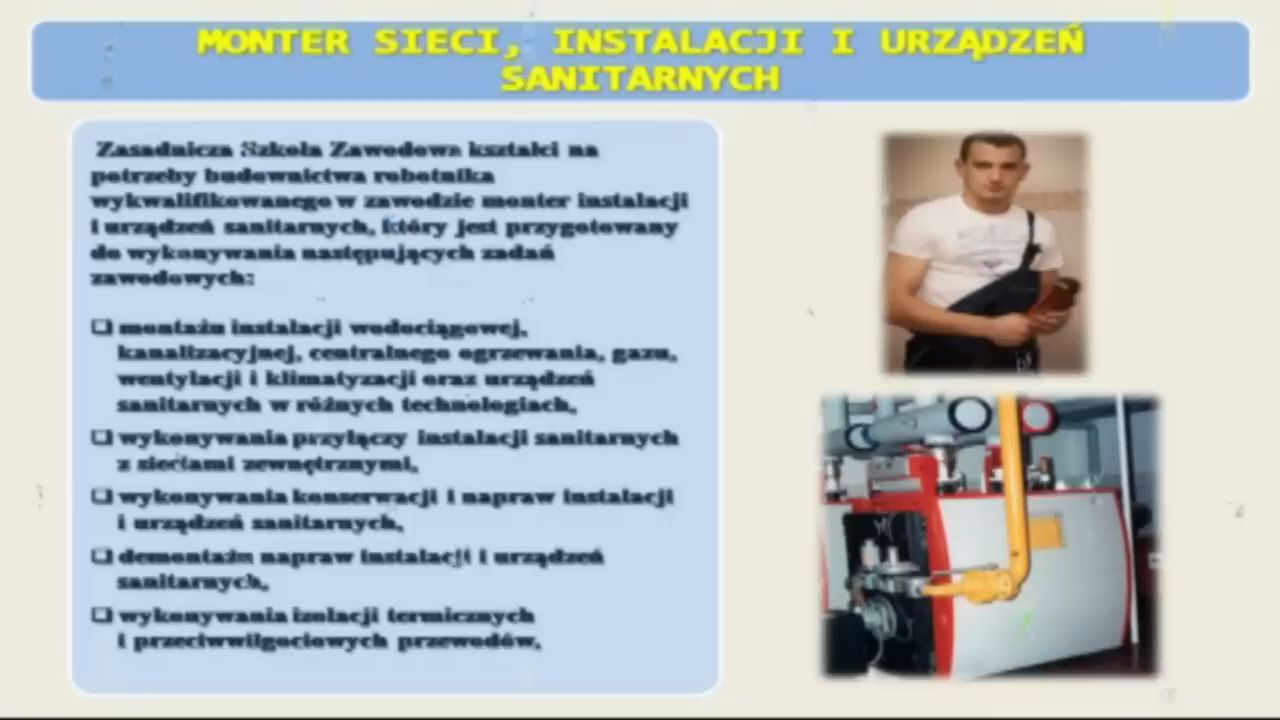 MONTER SIECI, INSTALACJI I URZĄDZEŃ
SANITARNYCH
Zasadnicza Szkoła Zawodowa kształci na
potrzeby budownictwa robotnika
wykwalifikowanego w zawodzie monter instalacji
i urządzeń sanitarnych, który jest przygotowany
do wykonywania następujących zadań
zawodowych:
❑ montażu instalacji wodociągowej,
kanalizacyjnej, centralnego ogrzewania, gazu,
wentylacji i klimatyzacji oraz urządzeń
sanitarnych w różnych technologiach,
❑ wykonywania przyłączy instalacji sanitarnych
z sieciami zewnętrznymi,
❑ wykonywania konserwacji i napraw instalacji
i urządzeń sanitarnych,
❑ demontażu napraw instalacji i urządzeń
sanitarnych,
❑ wykonywania izolacji termicznych
i przeciwwilgociowych przewodów,